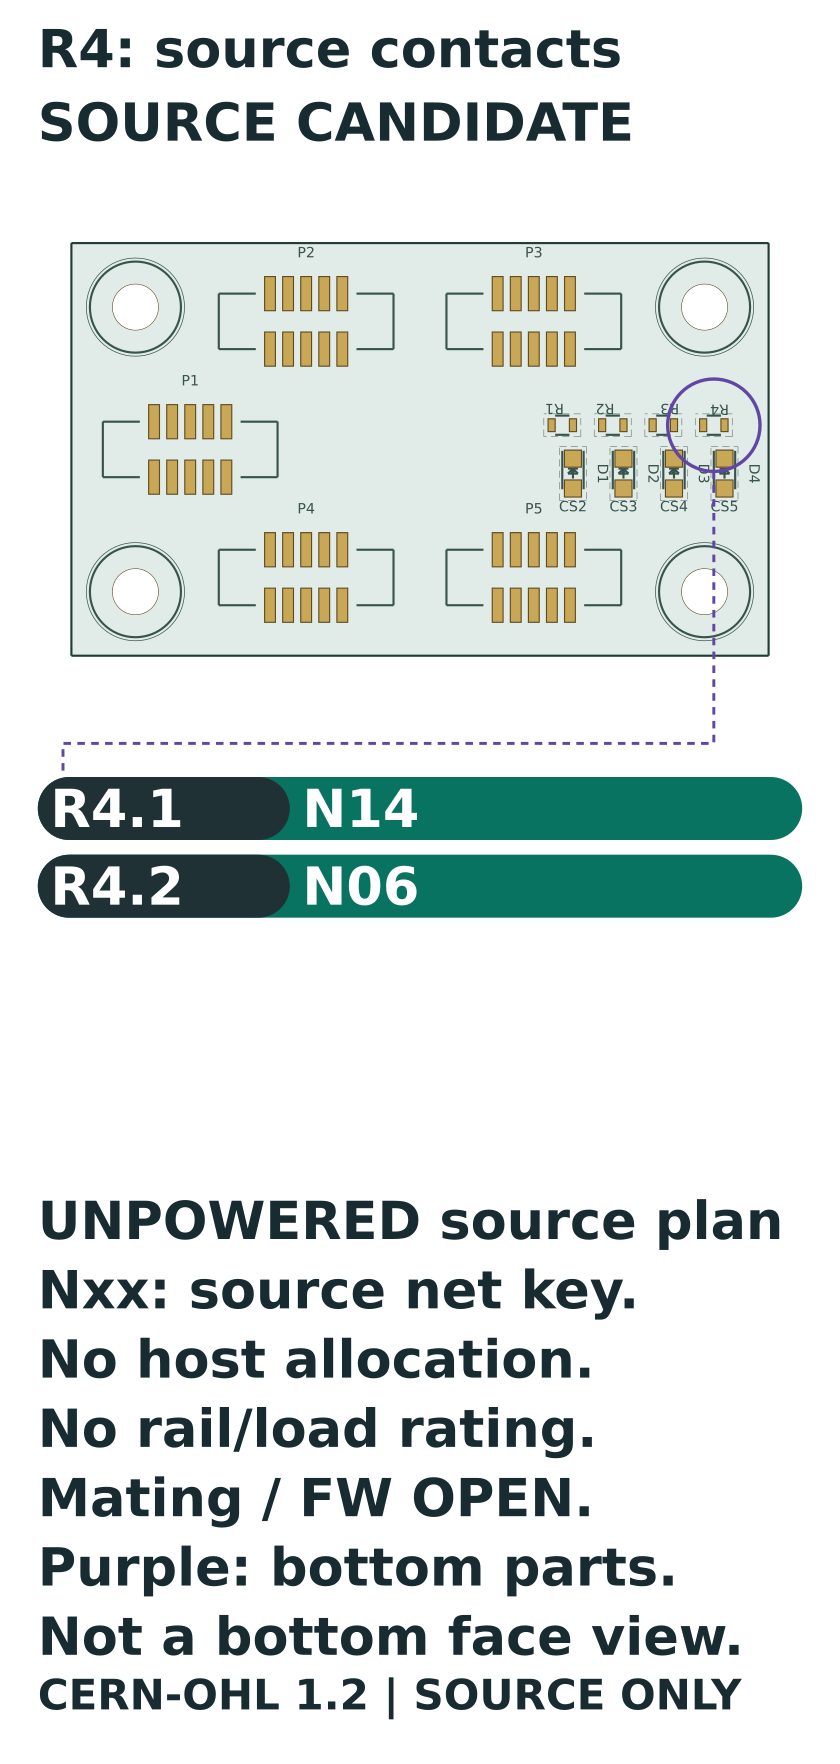 R4: source contacts
SOURCE CANDIDATE
P2 P3
P1
R1 R2 R3 R4
D1 D2 D3 D4
CS2 CS3 CS4 CS5
P4 P5
R4.1 N14
R4.2 N06
UNPOWERED source plan
Nxx: source net key.
No host allocation.
No rail/load rating.
Mating / FW OPEN.
Purple: bottom parts.
Not a bottom face view.
CERN-OHL 1.2 | SOURCE ONLY